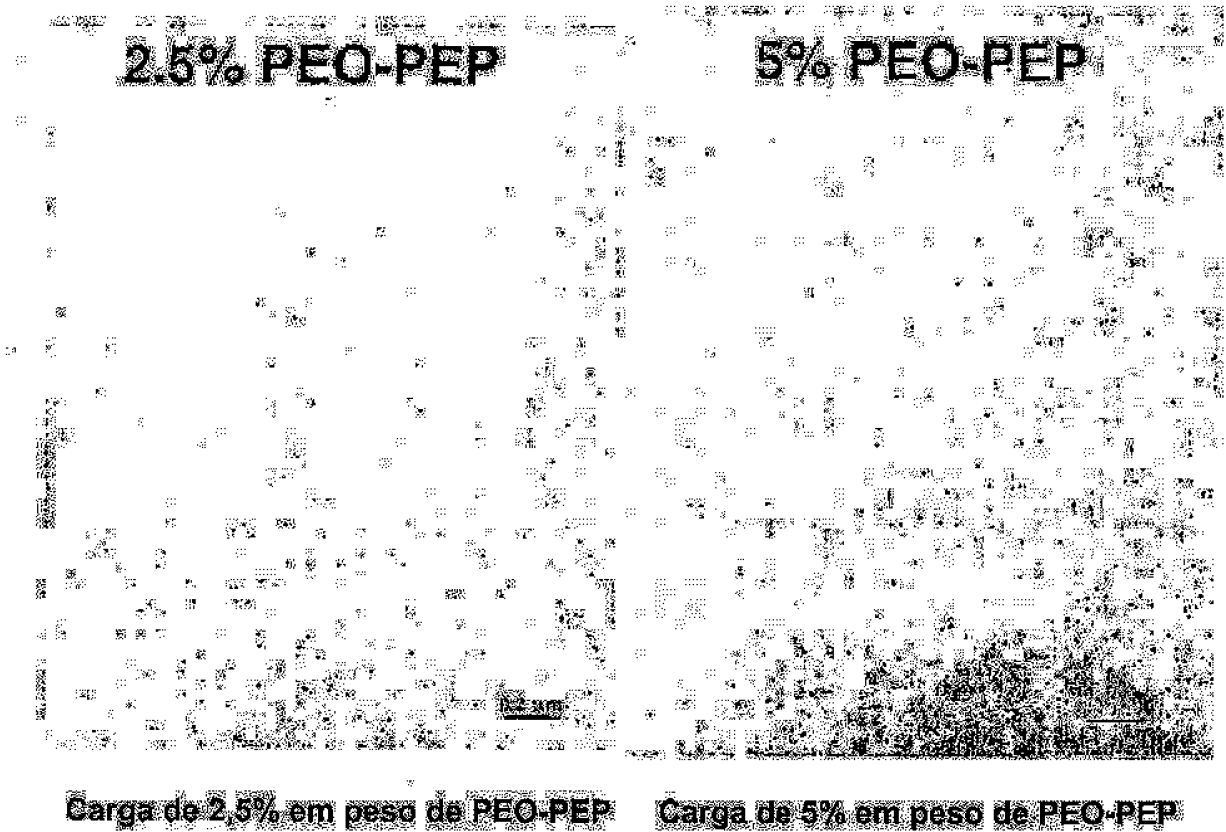 2.5% PEO-PEP
5% PEO-PEP
Carga de 2,5% em peso de PEO-PEP
Carga de 5% em peso de PEO-PEP